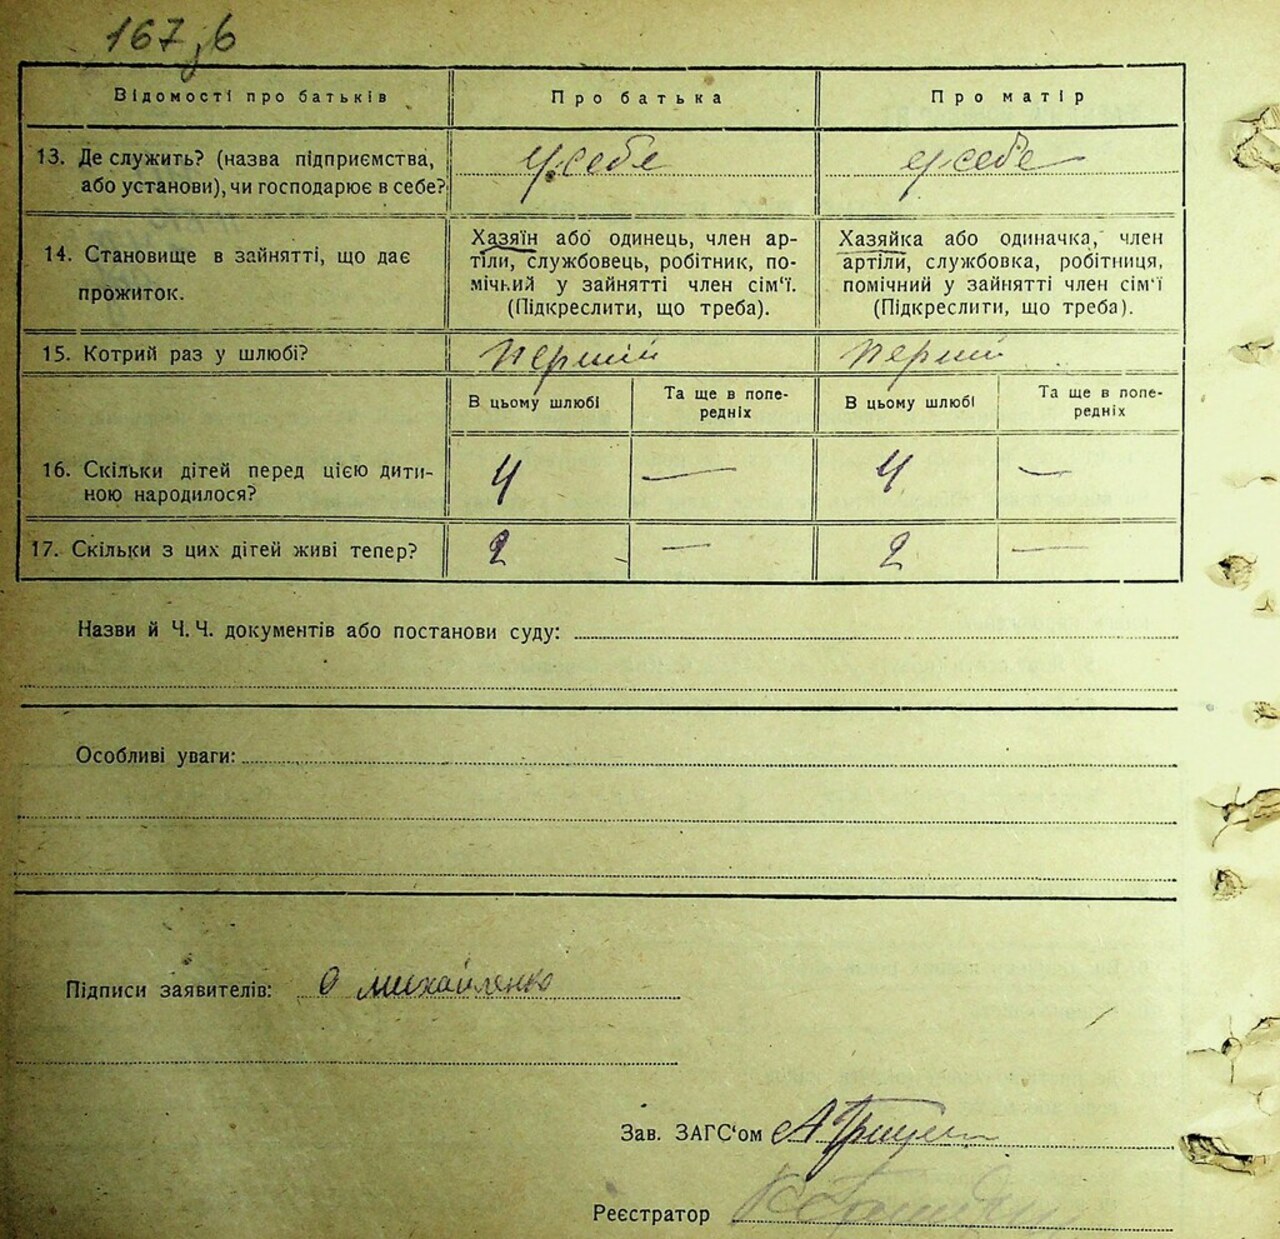 167,б
Відомості про батьків Про батька Про матір
13. Де служить? (назва підприємства, у себе у себе
або установи), чи господарює в себе?
14. Становище в зайнятті, що дає
прожиток.
Хазяїн або одинець, член ар-
тіли, службовець, робітник, по-
мічний у зайнятті член сім'ї.
(Підкреслити, що треба).
Хазяйка або одиначка, член
артіли, службовка, робітниця,
помічний у зайнятті член сім'ї
(Підкреслити, що треба).
15. Котрий раз у шлюбі? перший перший
В цьому шлюбі Та ще в попе-
редніх
В цьому шлюбі Та ще в попе-
редніх
16. Скільки дітей перед цією дити-
ною народилося?
4 — 4 —
17. Скільки з цих дітей живі тепер? 2 — 2 —
Назви й Ч. Ч. документів або постанови суду:
Особливі уваги:
Підписи заявителів: О Михайленко
Зав. ЗАГС'ом
Реєстратор